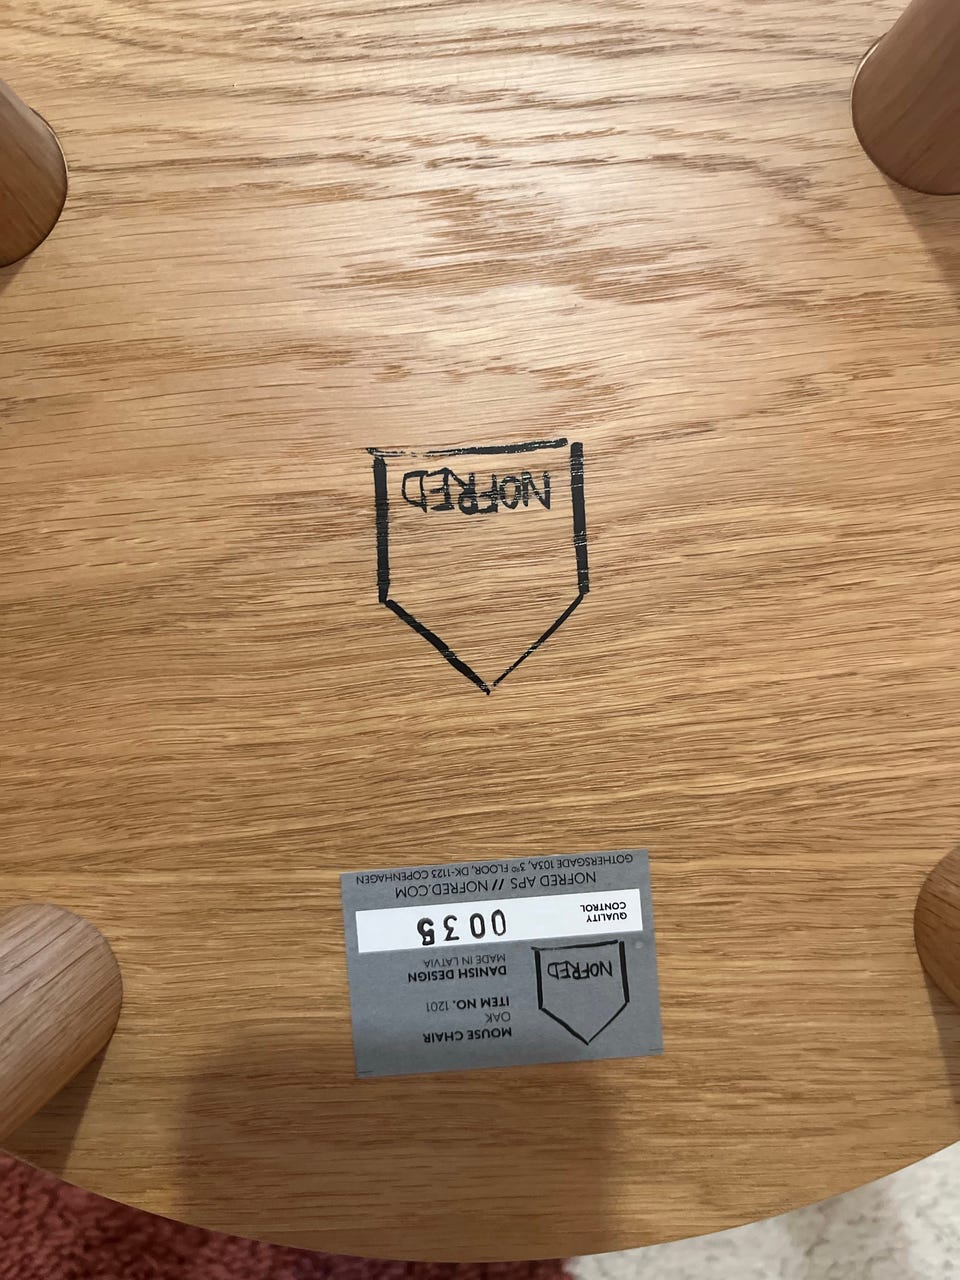 MOUSE CHAIR
OAK
ITEM NO. 1201
NOFRED
DANISH DESIGN
MADE IN LATVIA
QUALITY
CONTROL
0035
NOFRED APS // NOFRED.COM
GOTHERSGADE 103A, 3RD FLOOR, DK-1123 COPENHAGEN
NOFRED